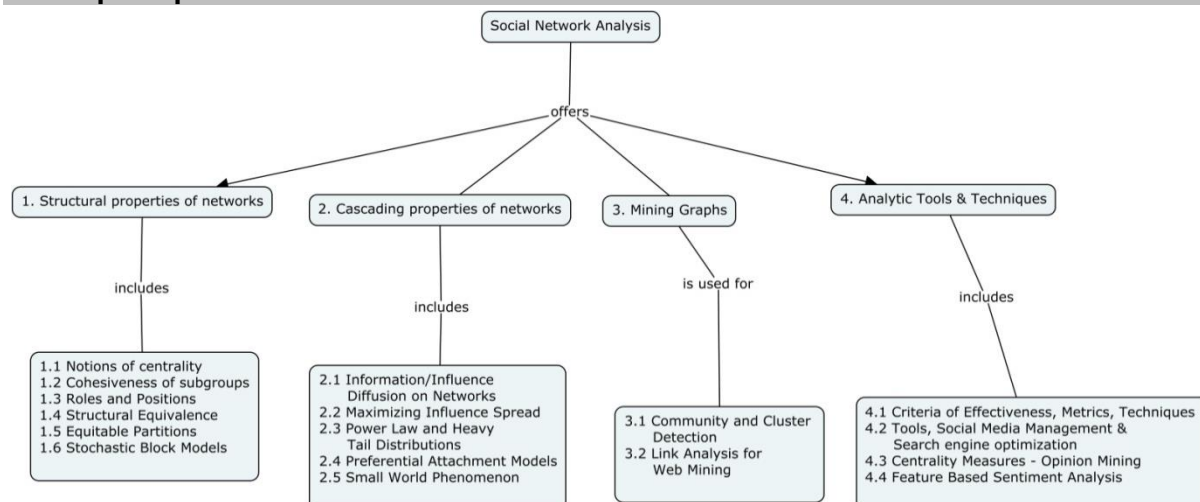 Social Network Analysis
offers
1. Structural properties of networks
2. Cascading properties of networks
3. Mining Graphs
4. Analytic Tools & Techniques
includes
includes
is used for
includes
1.1 Notions of centrality
1.2 Cohesiveness of subgroups
1.3 Roles and Positions
1.4 Structural Equivalence
1.5 Equitable Partitions
1.6 Stochastic Block Models
2.1 Information/Influence
Diffusion on Networks
2.2 Maximizing Influence Spread
2.3 Power Law and Heavy
Tail Distributions
2.4 Preferential Attachment Models
2.5 Small World Phenomenon
3.1 Community and Cluster
Detection
3.2 Link Analysis for
Web Mining
4.1 Criteria of Effectiveness, Metrics, Techniques
4.2 Tools, Social Media Management &
Search engine optimization
4.3 Centrality Measures - Opinion Mining
4.4 Feature Based Sentiment Analysis